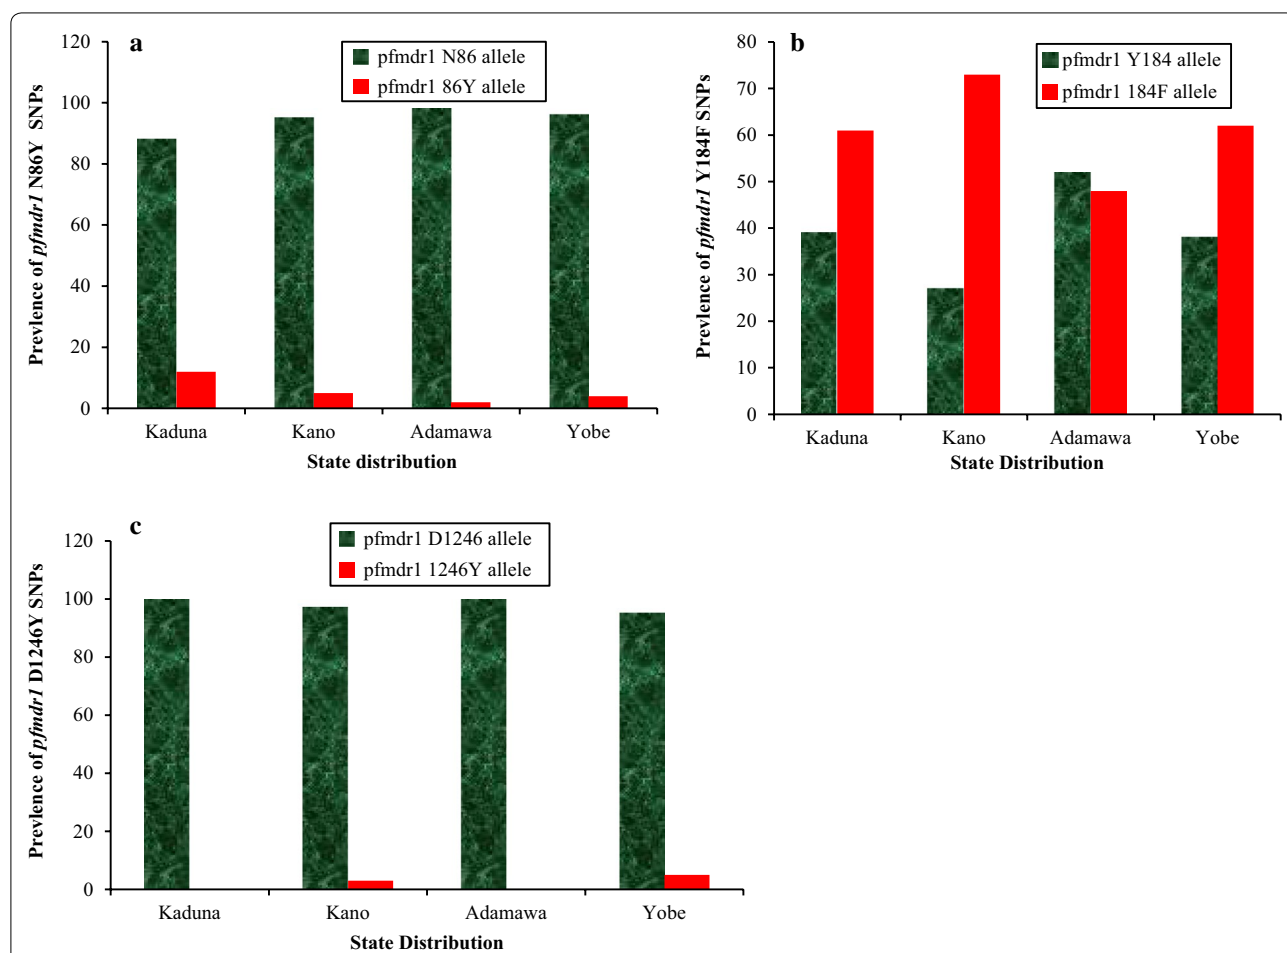 a
pfmdr1 N86 allele
pfmdr1 86Y allele
Prevlence of pfmdr1 N86Y SNPs
120
100
80
60
40
20
0
Kaduna Kano Adamawa Yobe
State distribution
b
pfmdr1 Y184 allele
pfmdr1 184F allele
Prevlence of pfmdr1 Y184F SNPs
80
70
60
50
40
30
20
10
0
Kaduna Kano Adamawa Yobe
State Distribution
c
pfmdr1 D1246 allele
pfmdr1 1246Y allele
Prevlence of pfmdr1 D1246Y SNPs
120
100
80
60
40
20
0
Kaduna Kano Adamawa Yobe
State Distribution